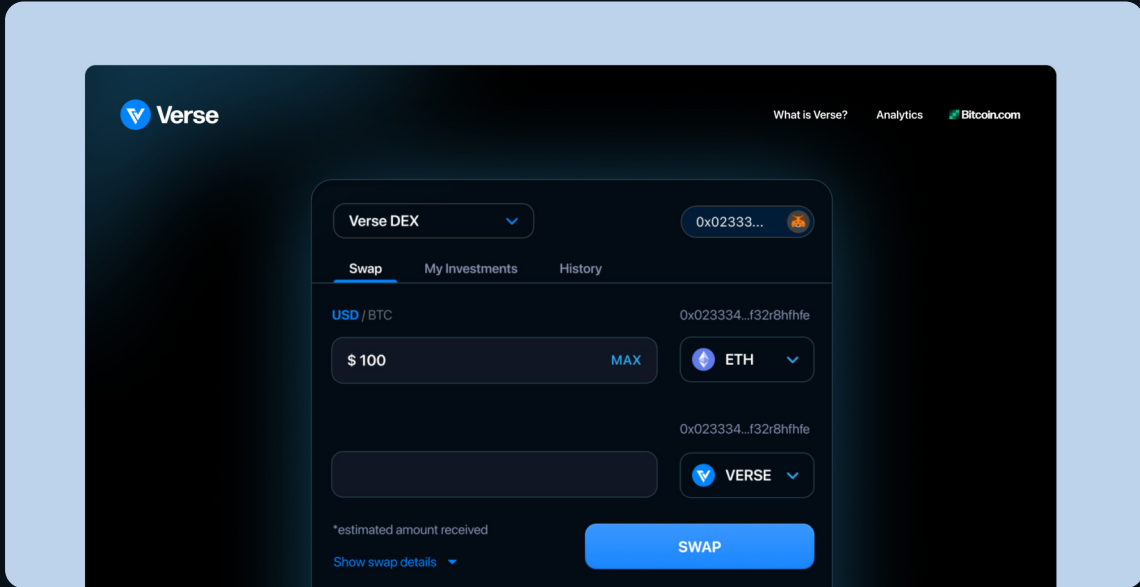 Verse
What is Verse?
Analytics
Bitcoin.com
Verse DEX
0x02333...
Swap
My Investments
History
USD / BTC
0x023334...f32r8hfhfe
$ 100
MAX
ETH
0x023334...f32r8hfhfe
VERSE
*estimated amount received
Show swap details
SWAP